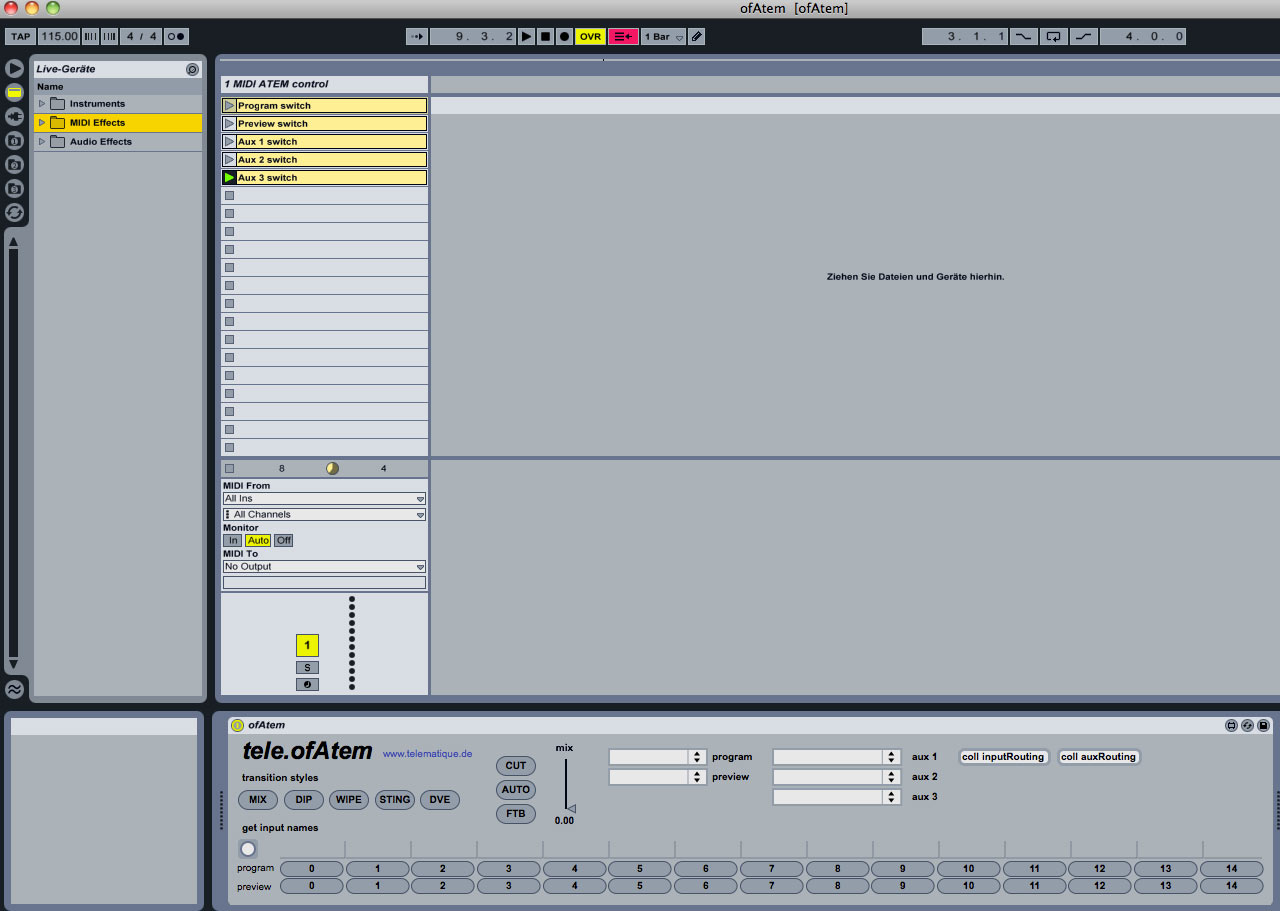 ofAtem [ofAtem]
TAP 115.00 4 / 4 9. 3. 2 OVR 1 Bar 3. 1. 1 4. 0. 0
Live-Geräte
Name
Instruments
MIDI Effects
Audio Effects
1 MIDI ATEM control
Program switch
Preview switch
Aux 1 switch
Aux 2 switch
Aux 3 switch
Ziehen Sie Dateien und Geräte hierhin.
8 4
MIDI From
All Ins
All Channels
Monitor
In Auto Off
MIDI To
No Output
1
S
ofAtem
tele.ofAtem www.telematique.de
transition styles
MIX DIP WIPE STING DVE
get input names
CUT
AUTO
FTB
mix
0.00
program
preview
aux 1
aux 2
aux 3
coll inputRouting coll auxRouting
program 0 1 2 3 4 5 6 7 8 9 10 11 12 13 14
preview 0 1 2 3 4 5 6 7 8 9 10 11 12 13 14